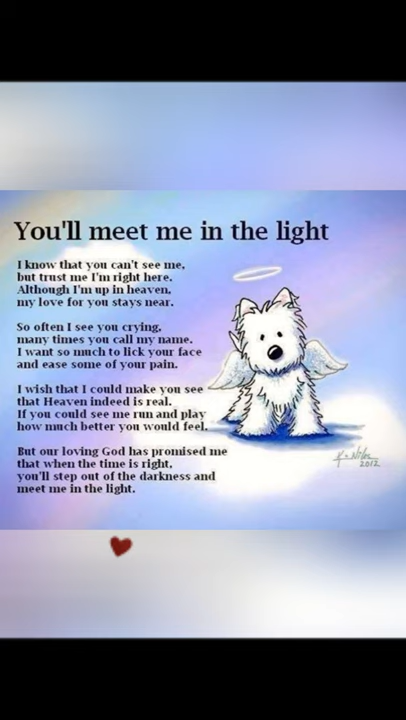 You'll meet me in the light
I know that you can't see me,
but trust me I'm right here.
Although I'm up in heaven,
my love for you stays near.
So often I see you crying,
many times you call my name.
I want so much to lick your face
and ease some of your pain.
I wish that I could make you see
that Heaven indeed is real.
If you could see me run and play
how much better you would feel.
But our loving God has promised me
that when the time is right,
you'll step out of the darkness and
meet me in the light.
2012